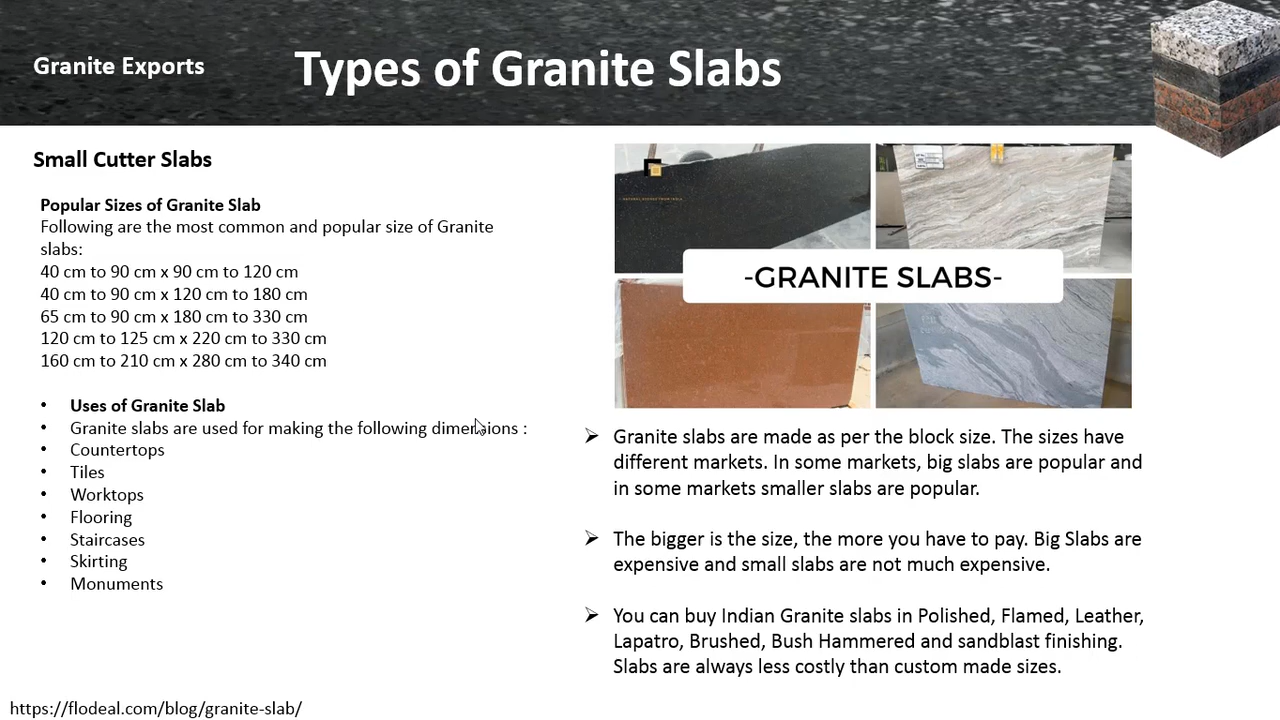 Granite Exports
Types of Granite Slabs
Small Cutter Slabs
Popular Sizes of Granite Slab
Following are the most common and popular size of Granite
slabs:
40 cm to 90 cm x 90 cm to 120 cm
40 cm to 90 cm x 120 cm to 180 cm
65 cm to 90 cm x 180 cm to 330 cm
120 cm to 125 cm x 220 cm to 330 cm
160 cm to 210 cm x 280 cm to 340 cm
• Uses of Granite Slab
• Granite slabs are used for making the following dimensions :
• Countertops
• Tiles
• Worktops
• Flooring
• Staircases
• Skirting
• Monuments
-GRANITE SLABS-
➢ Granite slabs are made as per the block size. The sizes have
different markets. In some markets, big slabs are popular and
in some markets smaller slabs are popular.
➢ The bigger is the size, the more you have to pay. Big Slabs are
expensive and small slabs are not much expensive.
➢ You can buy Indian Granite slabs in Polished, Flamed, Leather,
Lapatro, Brushed, Bush Hammered and sandblast finishing.
Slabs are always less costly than custom made sizes.
https://flodeal.com/blog/granite-slab/